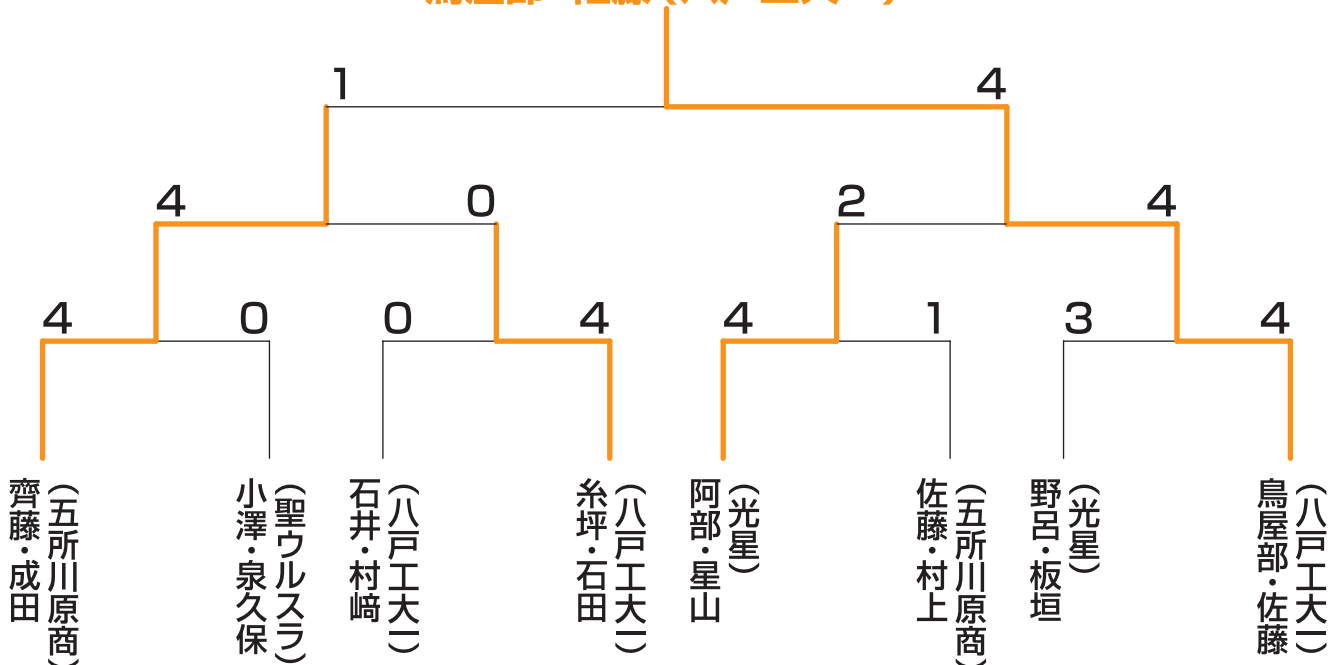 1 4
4 0 2 4
4 0 0 4 4 1 3 4
齊藤・成田
(五所川原商)
小澤・泉久保
(聖ウルスラ)
石井・村﨑
(八戸工大一)
糸坪・石田
(八戸工大一)
阿部・星山
(光星)
佐藤・村上
(五所川原商)
野呂・板垣
(光星)
鳥屋部・佐藤
(八戸工大一)